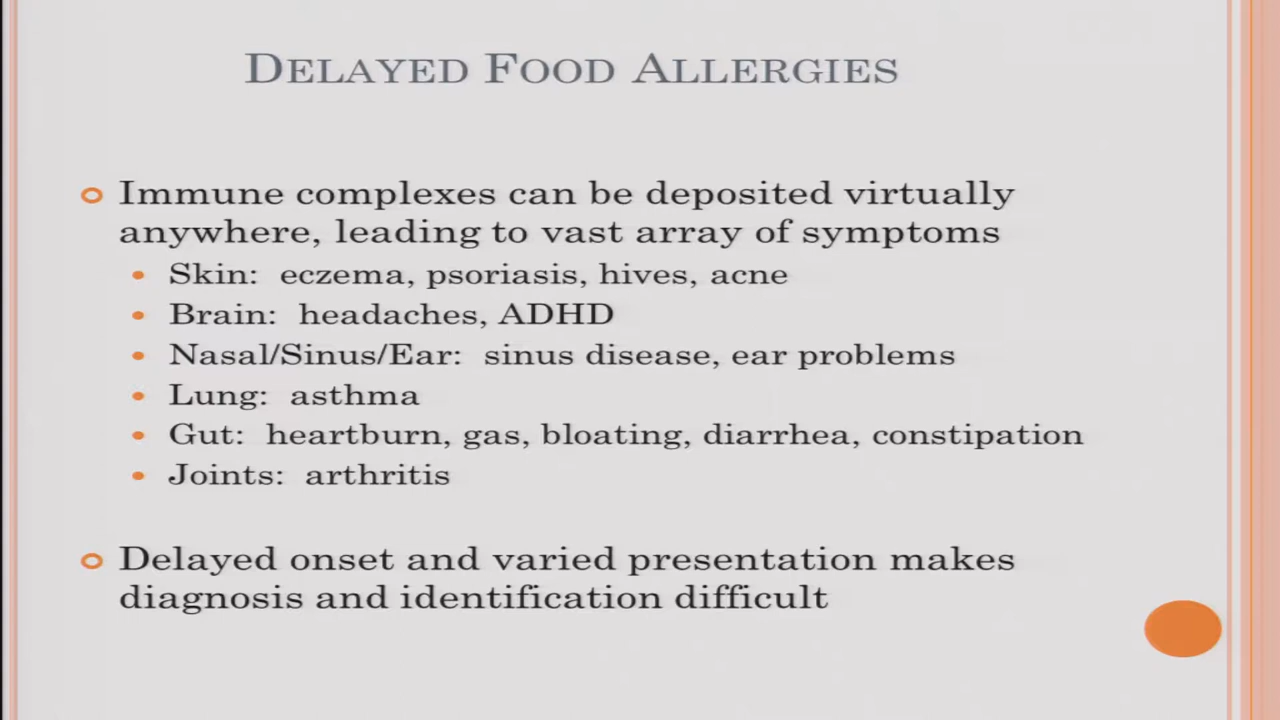 DELAYED FOOD ALLERGIES
Immune complexes can be deposited virtually
anywhere, leading to vast array of symptoms
Skin: eczema, psoriasis, hives, acne
Brain: headaches, ADHD
Nasal/Sinus/Ear: sinus disease, ear problems
Lung: asthma
Gut: heartburn, gas, bloating, diarrhea, constipation
Joints: arthritis
Delayed onset and varied presentation makes
diagnosis and identification difficult